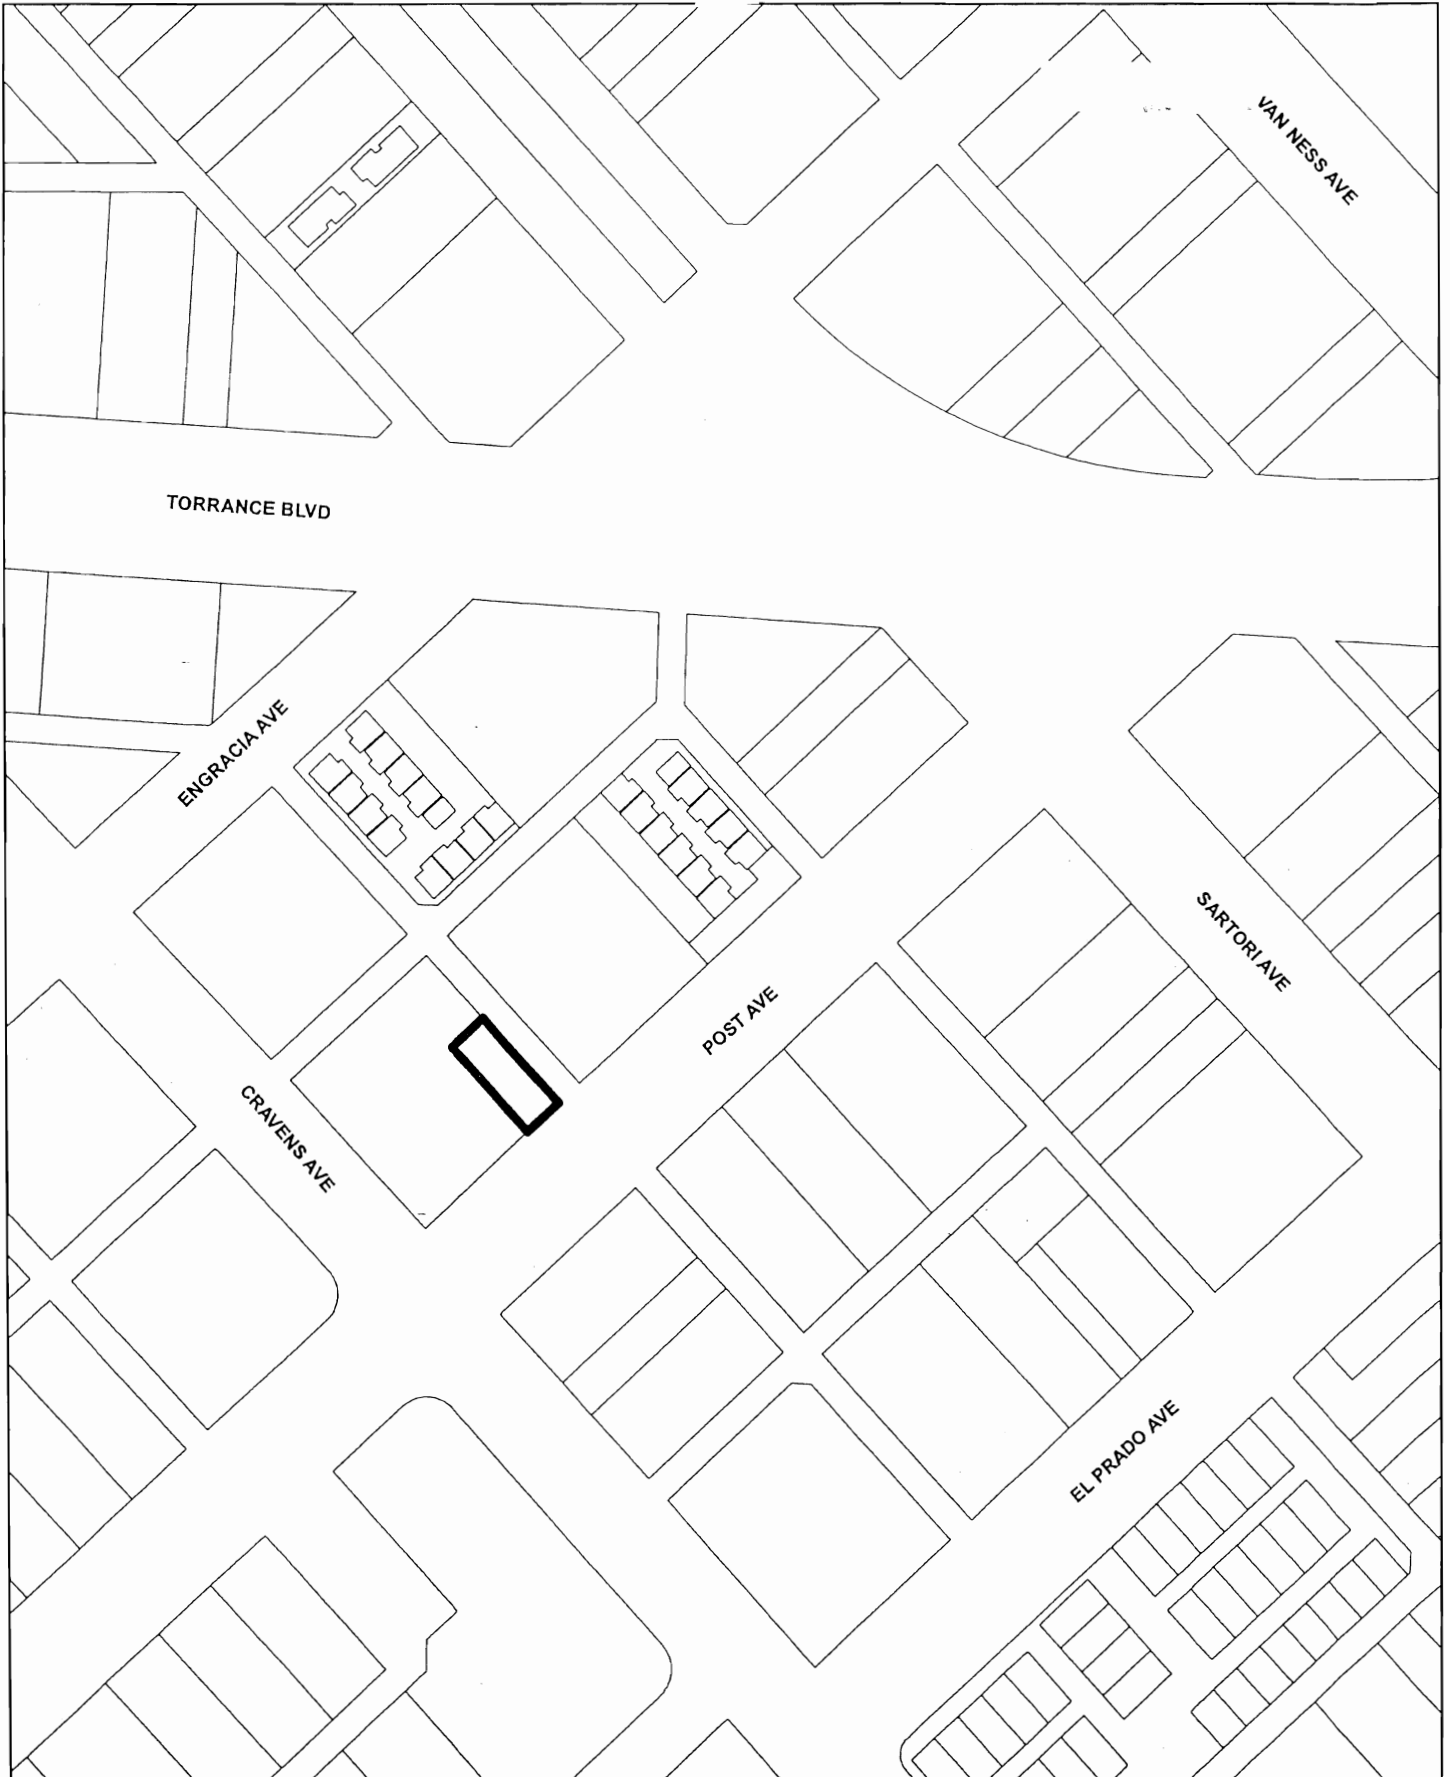 VAN NESS AVE
TORRANCE BLVD
ENGRACIA AVE
SARTORI AVE
POST AVE
CRAVENS AVE
EL PRADO AVE